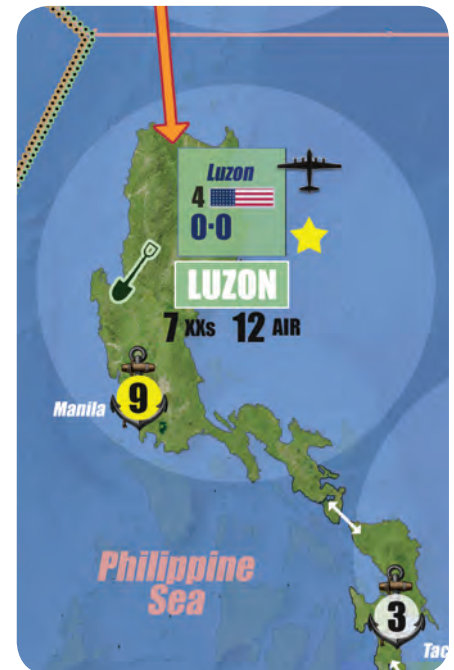 Luzon
4
0-0
LUZON
7 XXs 12 AIR
Manila
9
Philippine
Sea
3
Tac